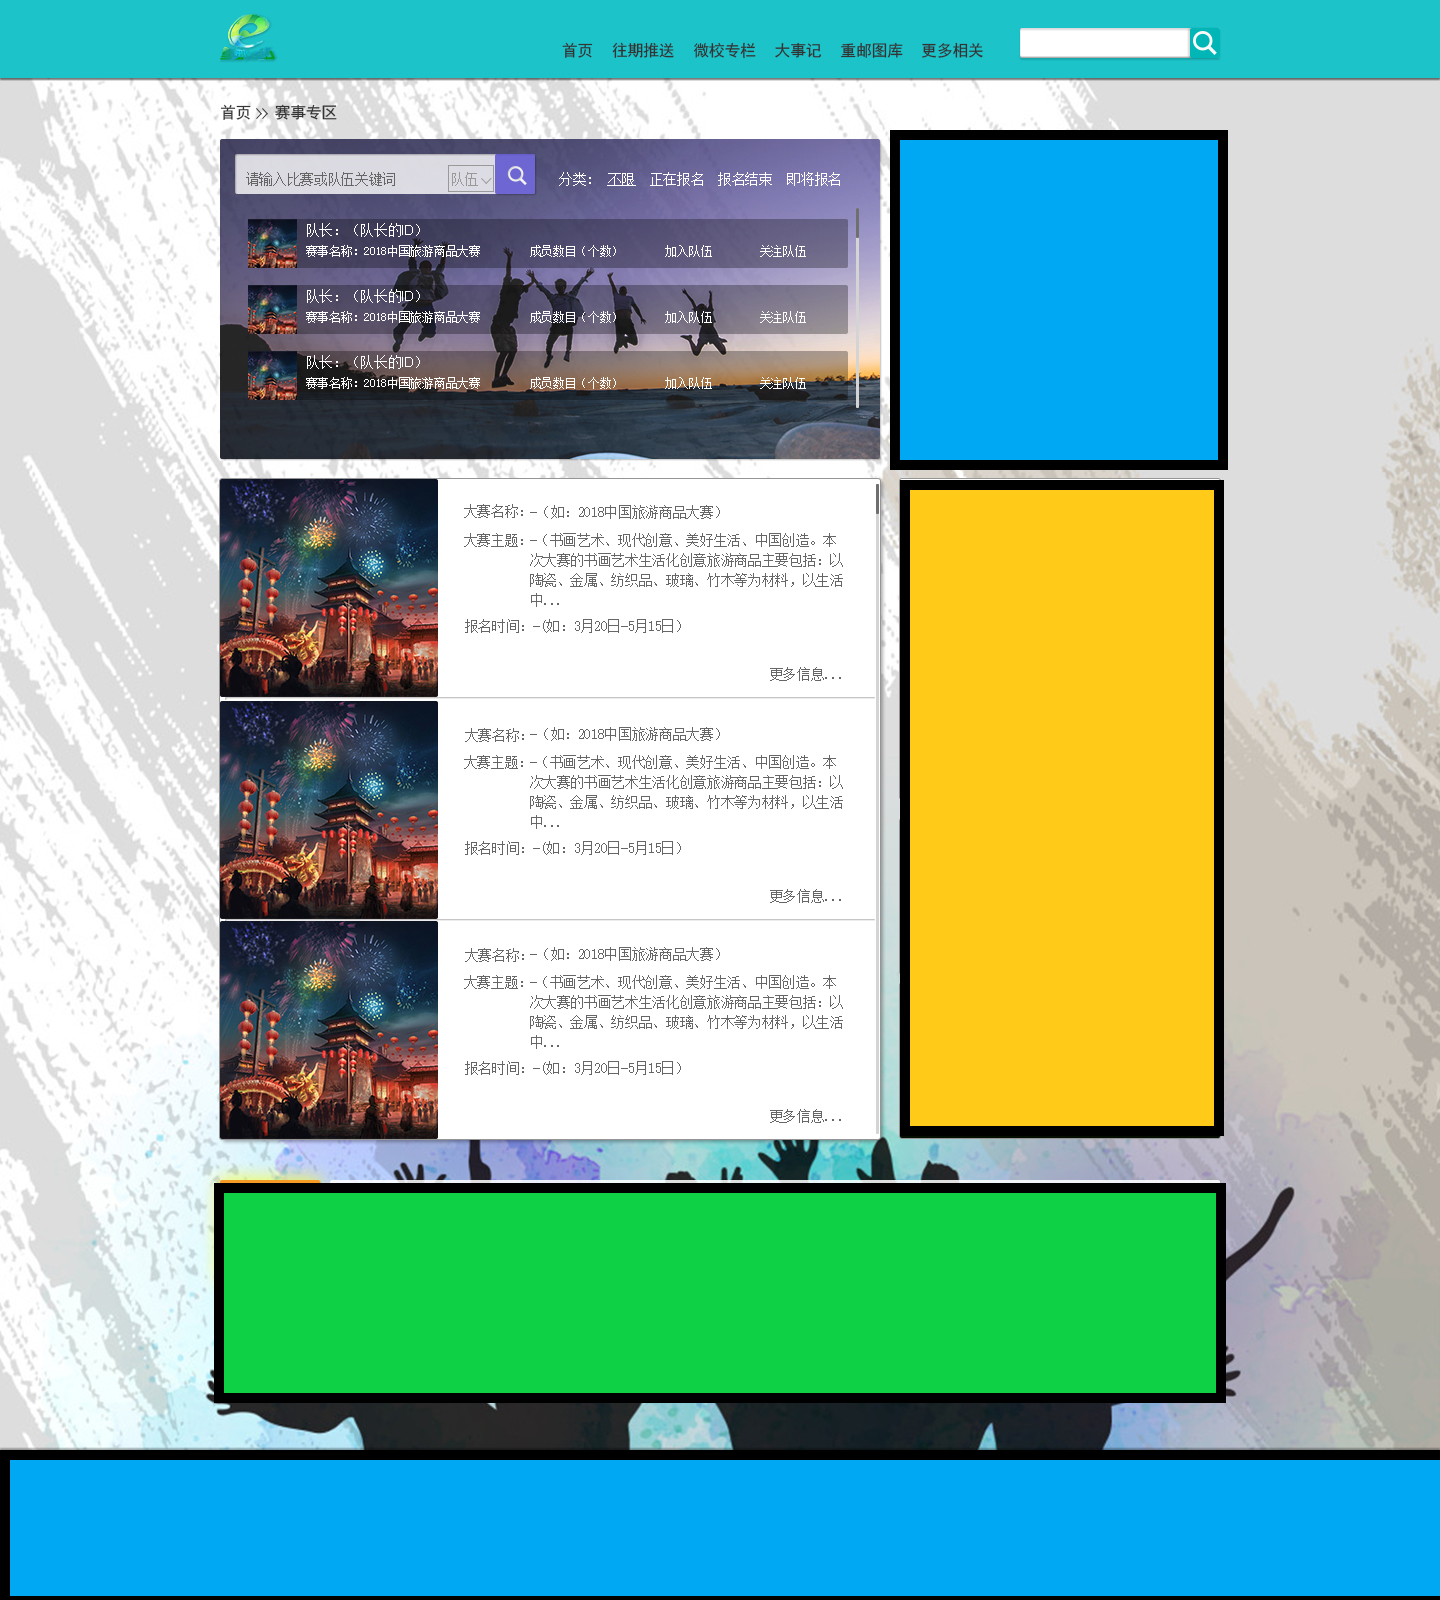 首页 往期推送 微校专栏 大事记 重邮图库 更多相关
首页 >> 赛事专区
请输入比赛或队伍关键词 队伍 分类： 不限 正在报名 报名结束 即将报名
队长：（队长的ID）
赛事名称：2018中国旅游商品大赛 成员数目（个数） 加入队伍 关注队伍
队长：（队长的ID）
赛事名称：2018中国旅游商品大赛 成员数目（个数） 加入队伍 关注队伍
队长：（队长的ID）
赛事名称：2018中国旅游商品大赛 成员数目（个数） 加入队伍 关注队伍
大赛名称：-（如：2018中国旅游商品大赛）
大赛主题：-（书画艺术、现代创意、美好生活、中国创造。本
次大赛的书画艺术生活化创意旅游商品主要包括：以
陶瓷、金属、纺织品、玻璃、竹木等为材料，以生活
中...
报名时间：-(如：3月20日-5月15日）
更多信息...
大赛名称：-（如：2018中国旅游商品大赛）
大赛主题：-（书画艺术、现代创意、美好生活、中国创造。本
次大赛的书画艺术生活化创意旅游商品主要包括：以
陶瓷、金属、纺织品、玻璃、竹木等为材料，以生活
中...
报名时间：-(如：3月20日-5月15日）
更多信息...
大赛名称：-（如：2018中国旅游商品大赛）
大赛主题：-（书画艺术、现代创意、美好生活、中国创造。本
次大赛的书画艺术生活化创意旅游商品主要包括：以
陶瓷、金属、纺织品、玻璃、竹木等为材料，以生活
中...
报名时间：-(如：3月20日-5月15日）
更多信息...